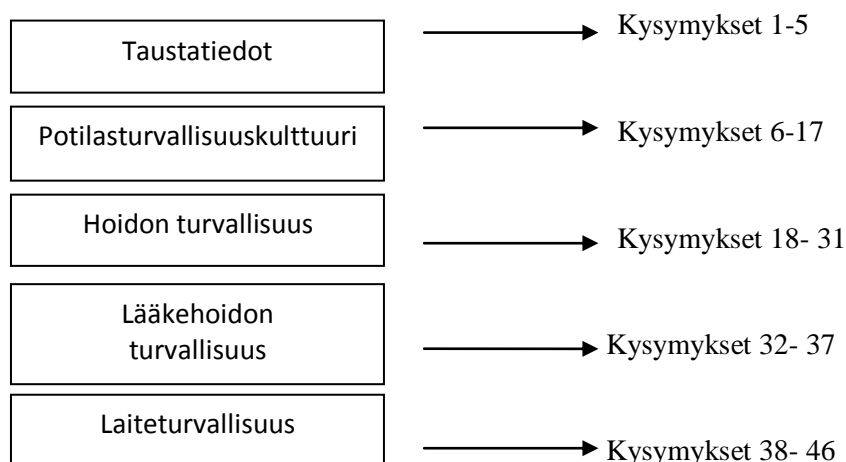 Taustatiedot
Kysymykset 1-5
Potilasturvallisuuskulttuuri
Kysymykset 6-17
Hoidon turvallisuus
Kysymykset 18- 31
Lääkehoidon
turvallisuus
Kysymykset 32- 37
Laiteturvallisuus
Kysymykset 38- 46